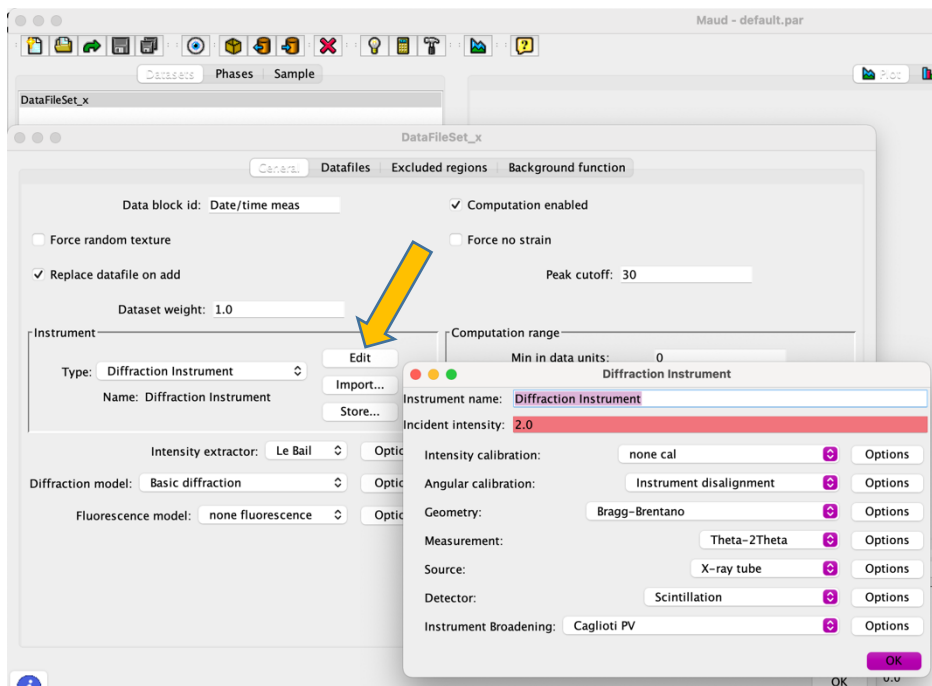 Maud - default.par
Datasets Phases Sample
Plot
DataFileSet_x
DataFileSet_x
General Datafiles Excluded regions Background function
Data block id: Date/time meas
Computation enabled
Force random texture
Force no strain
Replace datafile on add
Peak cutoff: 30
Dataset weight: 1.0
Instrument
Computation range
Edit
Min in data units: 0
Type: Diffraction Instrument
Import...
Name: Diffraction Instrument
Store...
Intensity extractor: Le Bail
Optio
Diffraction model: Basic diffraction
Optio
Fluorescence model: none fluorescence
Optio
Diffraction Instrument
Instrument name: Diffraction Instrument
Incident intensity: 2.0
Intensity calibration: none cal Options
Angular calibration: Instrument disalignment Options
Geometry: Bragg-Brentano Options
Measurement: Theta-2Theta Options
Source: X-ray tube Options
Detector: Scintillation Options
Instrument Broadening: Caglioti PV Options
OK
OK
0.0